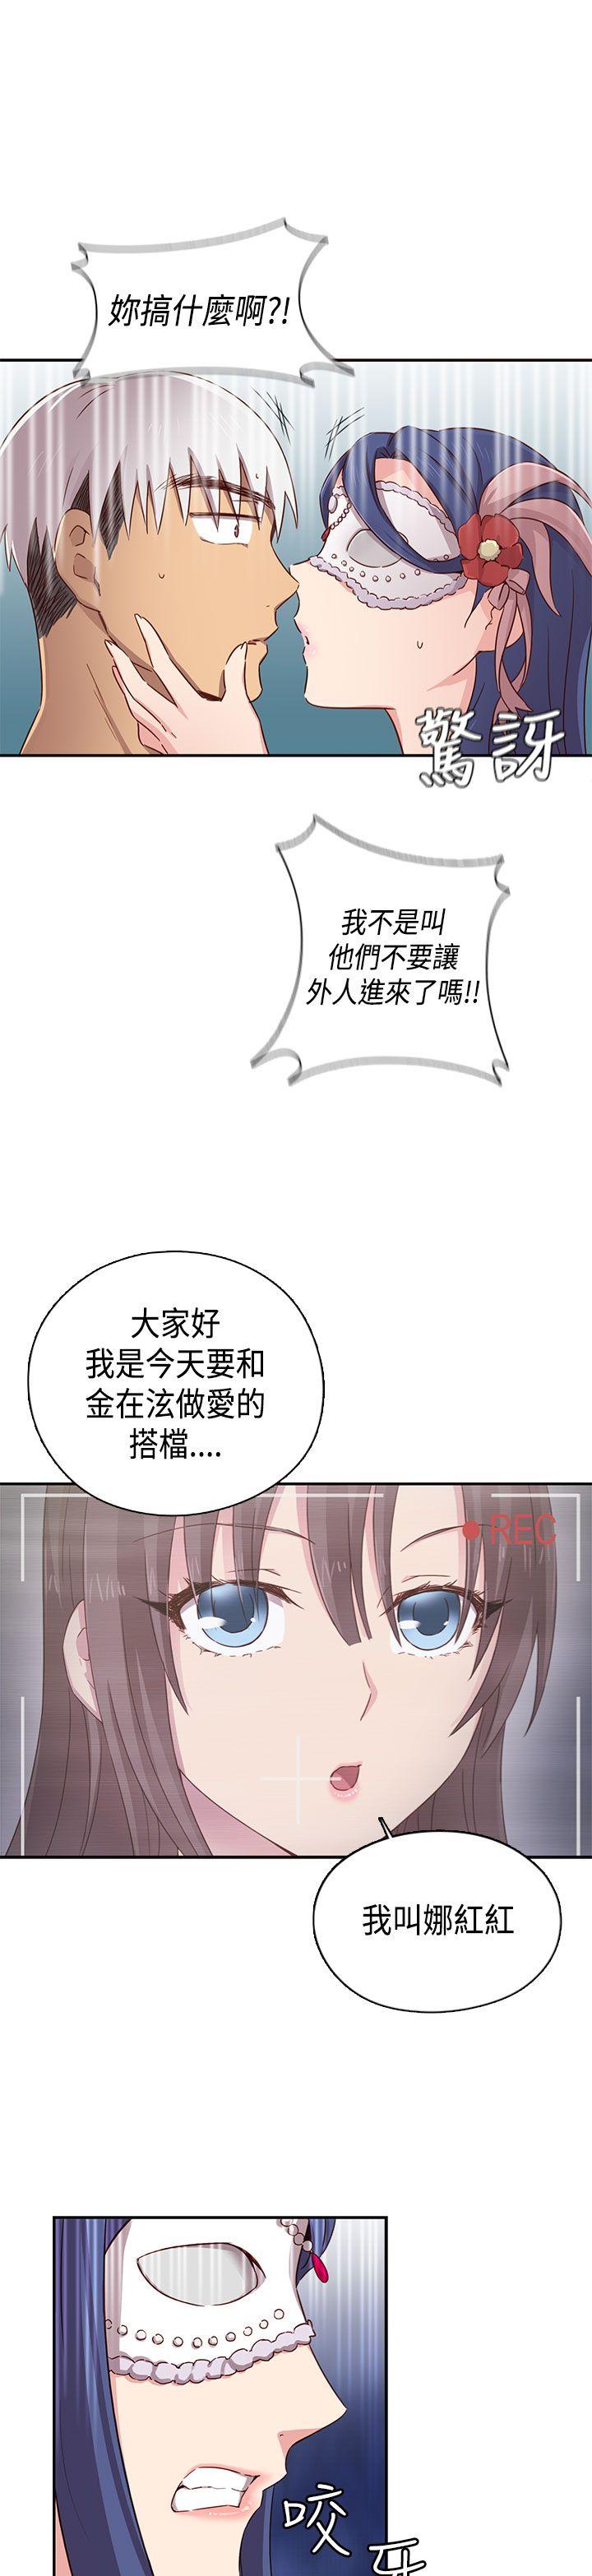 妳搞什麼啊?!
驚訝
我不是叫
他們不要讓
外人進來了嗎!!
大家好
我是今天要和
金在泫做愛的
搭檔....
REC
我叫娜紅紅
咬
牙